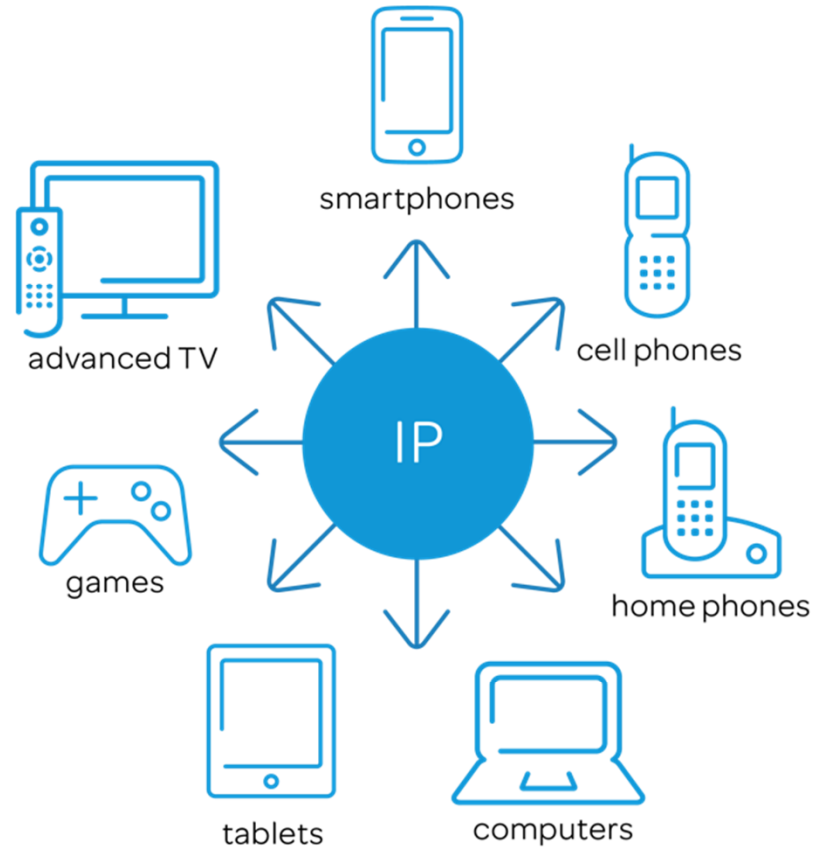 smartphones
cell phones
advanced TV
IP
games
home phones
tablets
computers